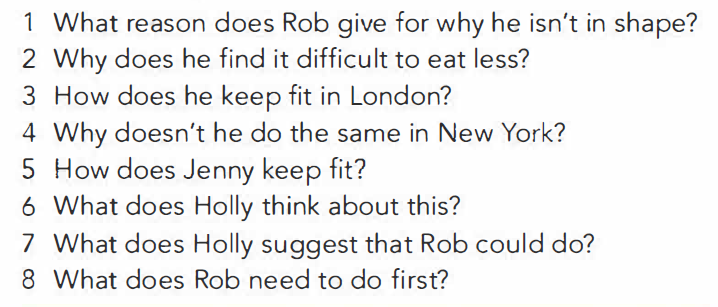 1 What reason does Rob give for why he isn't in shape?
2 Why does he find it difficult to eat less?
3 How does he keep fit in London?
4 Why doesn't he do the same in New York?
5 How does Jenny keep fit?
6 What does Holly think about this?
7 What does Holly suggest that Rob could do?
8 What does Rob need to do first?